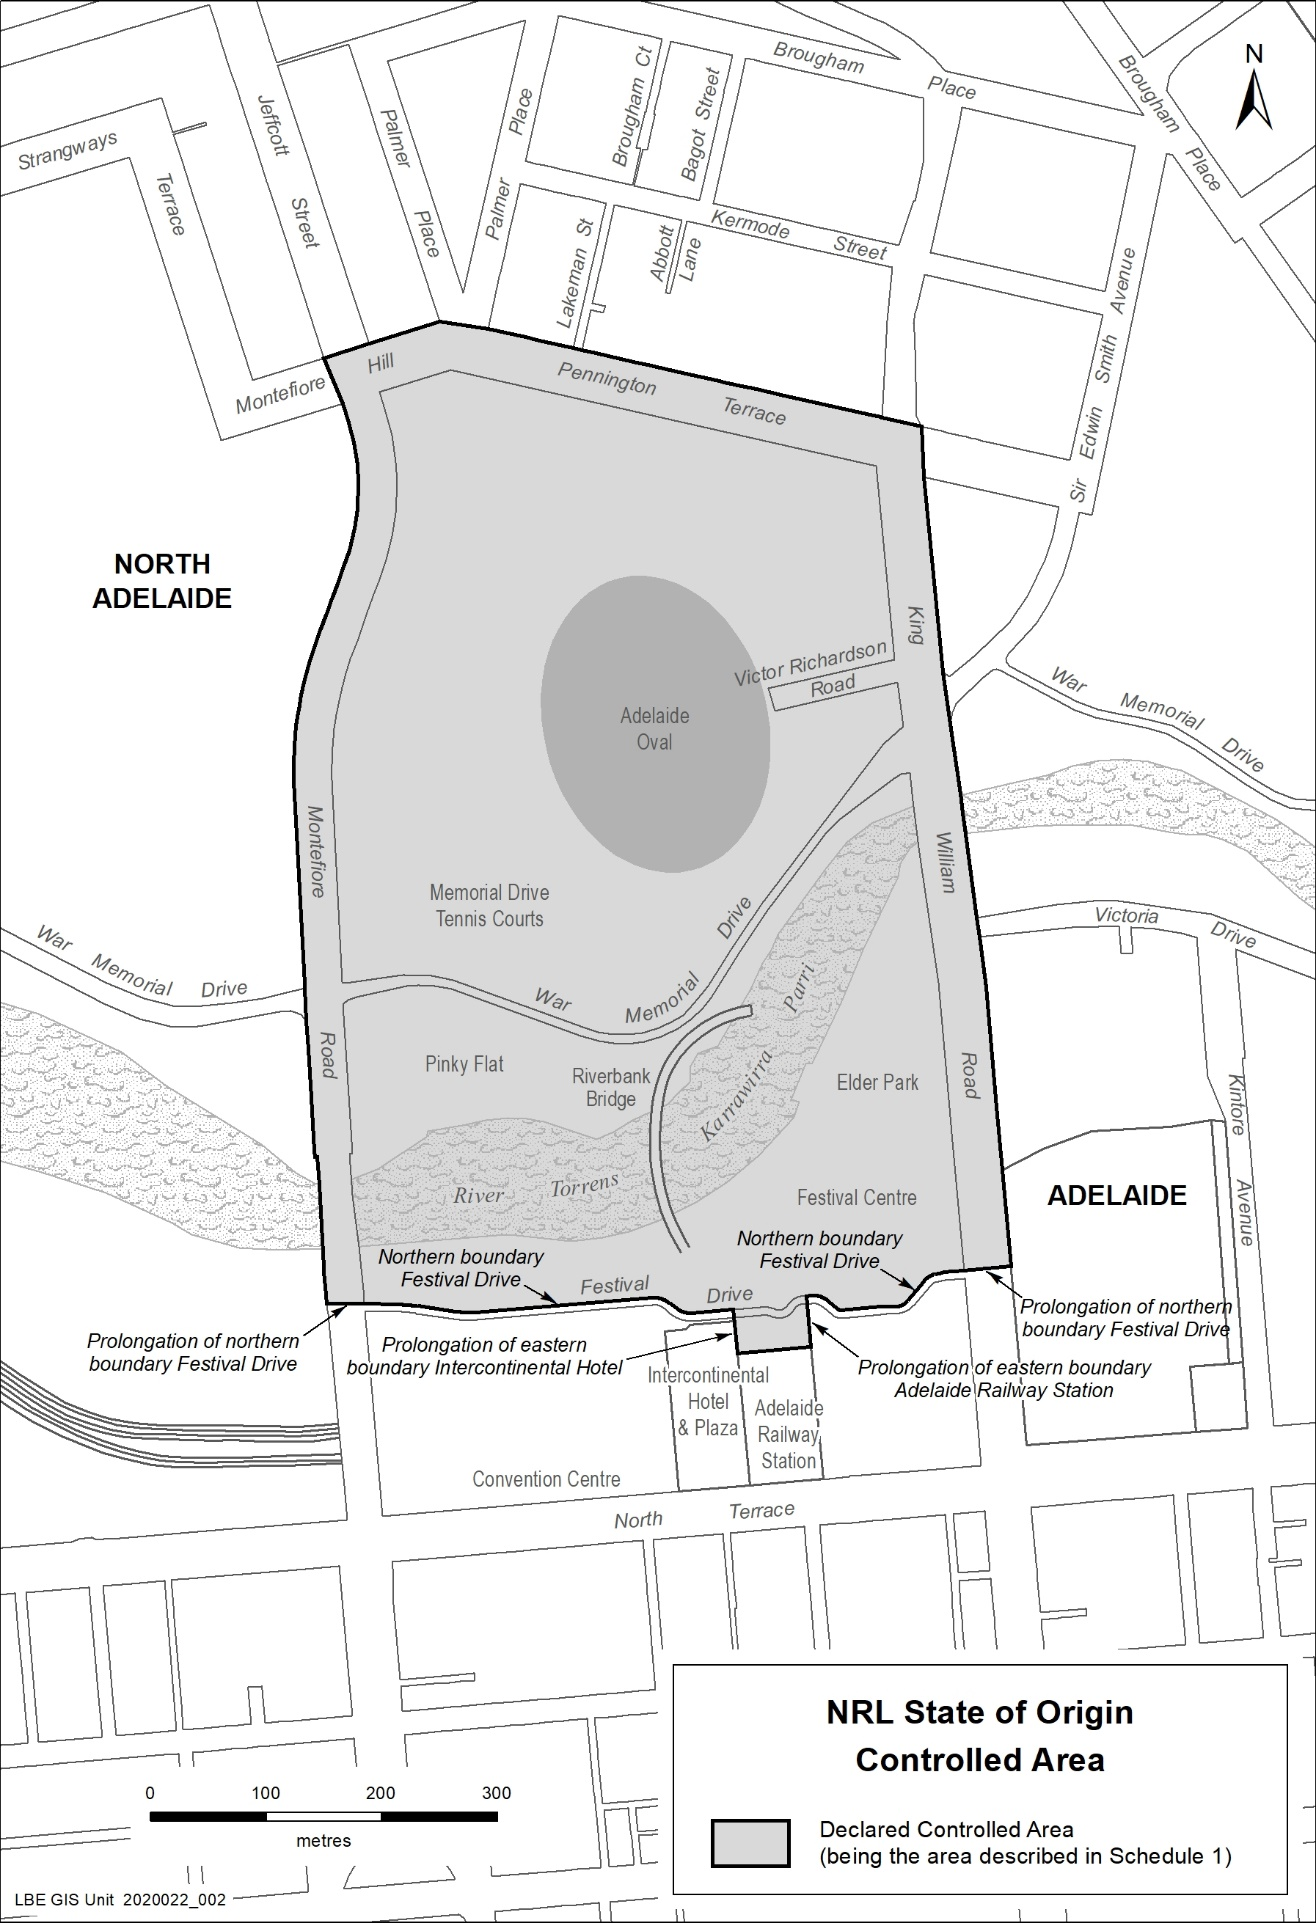 N
Brougham
Place
Brougham
Place
Strangways
Terrace
Jeffcott
Street
Palmer
Place
Palmer
Place
Brougham Ct
Bagot Street
Lakeman St
Abbott
Lane
Kermode
Street
Sir Edwin Smith Avenue
Montefiore
Hill
Pennington
Terrace
NORTH
ADELAIDE
King
William
Road
Victor Richardson
Road
Adelaide
Oval
War Memorial Drive
Montefiore
Road
Memorial Drive
Tennis Courts
War Memorial Drive
War Memorial Drive
Victoria Drive
Karrawirra Parri
Pinky Flat
Riverbank
Bridge
Elder Park
Kintore
Avenue
River Torrens
Festival Centre
ADELAIDE
Northern boundary
Festival Drive
Northern boundary
Festival Drive
Festival Drive
Prolongation of northern
boundary Festival Drive
Prolongation of northern
boundary Festival Drive
Prolongation of eastern
boundary Intercontinental Hotel
Prolongation of eastern boundary
Adelaide Railway Station
Intercontinental
Hotel
& Plaza
Adelaide
Railway
Station
Convention Centre
North Terrace
NRL State of Origin
Controlled Area
Declared Controlled Area
(being the area described in Schedule 1)
0 100 200 300
metres
LBE GIS Unit 2020022_002